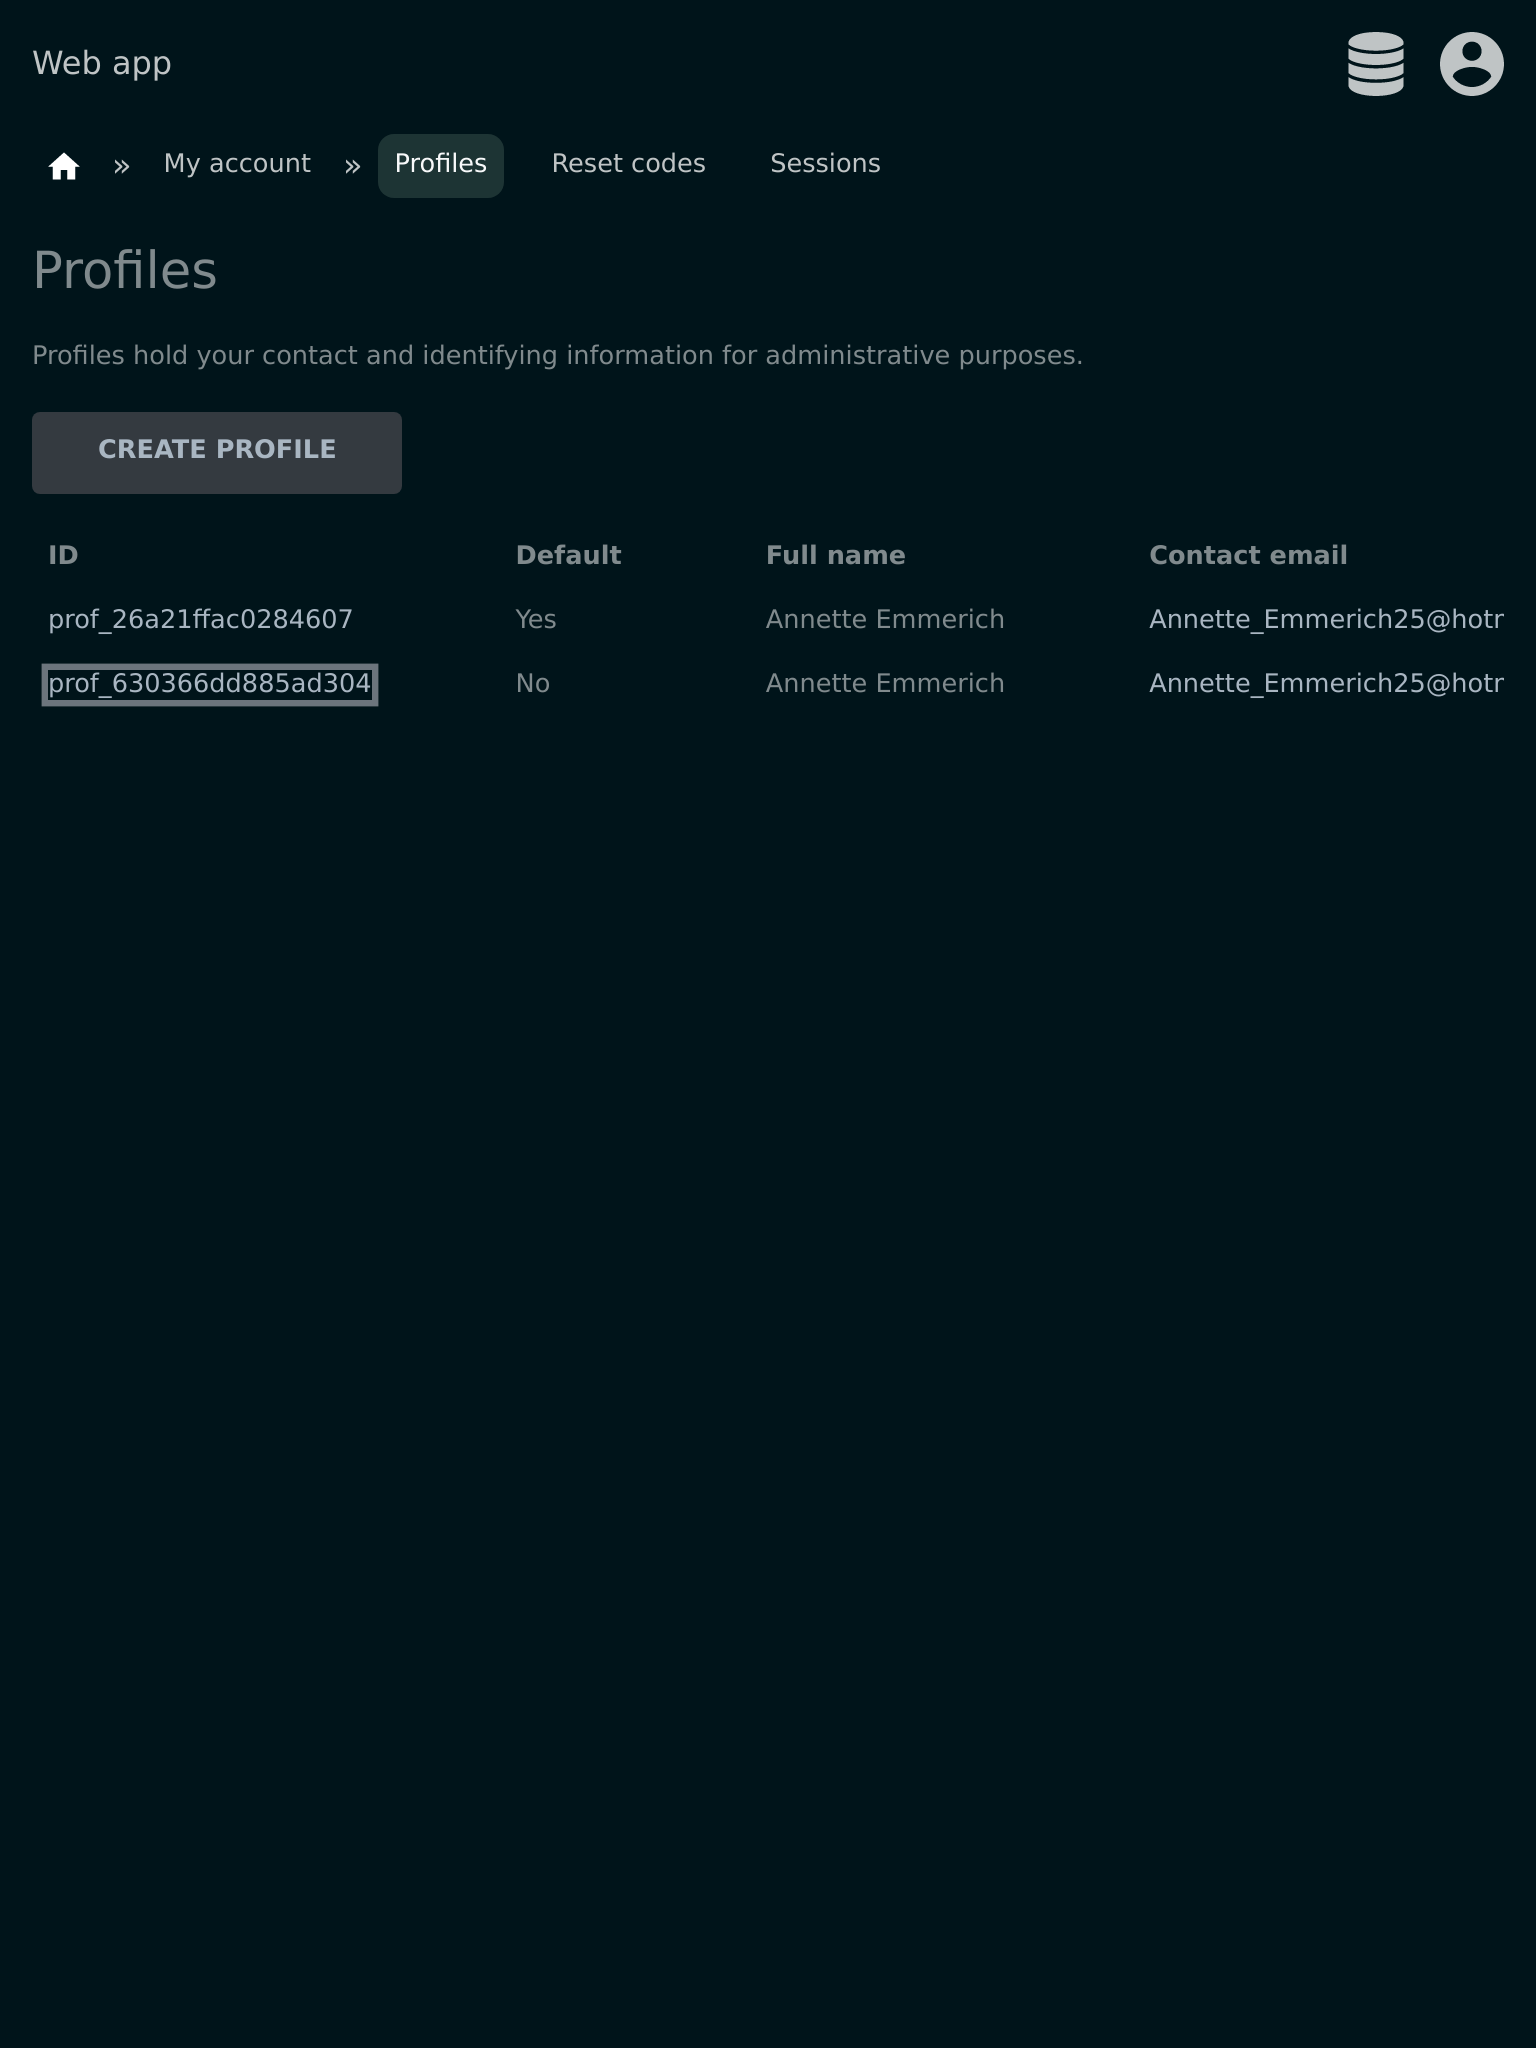 Web app
» My account » Profiles Reset codes Sessions
Profiles
Profiles hold your contact and identifying information for administrative purposes.
CREATE PROFILE
ID Default Full name Contact email
prof_26a21ffac0284607 Yes Annette Emmerich Annette_Emmerich25@hotr
prof_630366dd885ad304 No Annette Emmerich Annette_Emmerich25@hotr